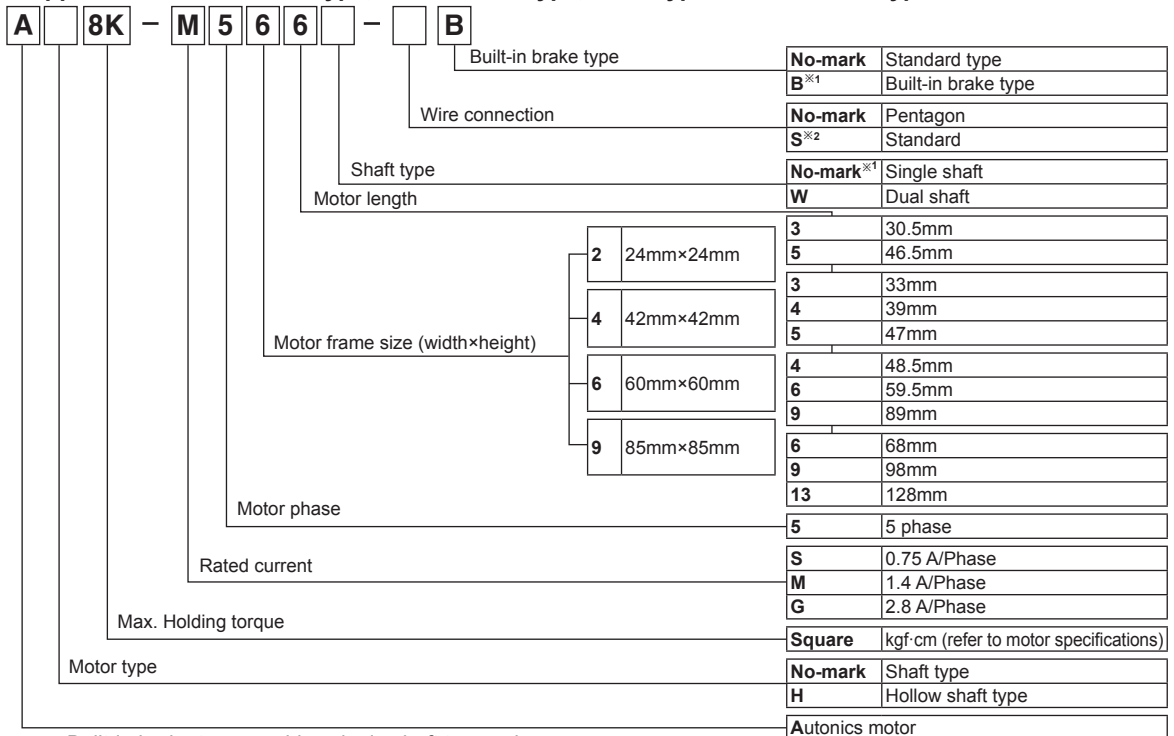 A 8K – M 5 6 6 – B
Built-in brake type
No-mark Standard type
B※1 Built-in brake type
Wire connection
No-mark Pentagon
S※2 Standard
Shaft type
No-mark※1 Single shaft
W Dual shaft
Motor length
3 30.5mm
5 46.5mm
3 33mm
4 39mm
5 47mm
4 48.5mm
6 59.5mm
9 89mm
6 68mm
9 98mm
13 128mm
Motor frame size (width×height)
2 24mm×24mm
4 42mm×42mm
6 60mm×60mm
9 85mm×85mm
Motor phase
5 5 phase
Rated current
S 0.75 A/Phase
M 1.4 A/Phase
G 2.8 A/Phase
Max. Holding torque
Square kgf·cm (refer to motor specifications)
Motor type
No-mark Shaft type
H Hollow shaft type
Autonics motor